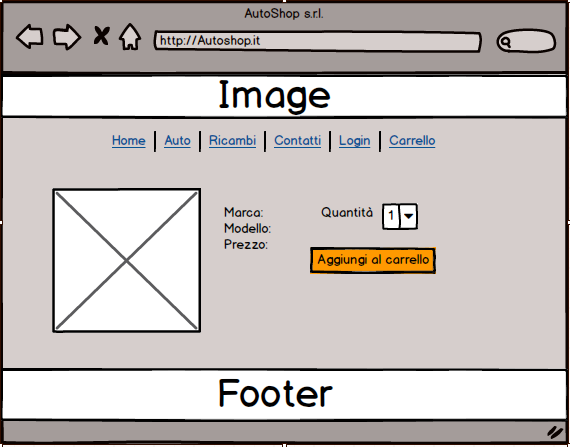 AutoShop s.r.l.
http://Autoshop.it
Image
Home Auto Ricambi Contatti Login Carrello
Marca: Quantità 1
Modello:
Prezzo:
Aggiungi al carrello
Footer